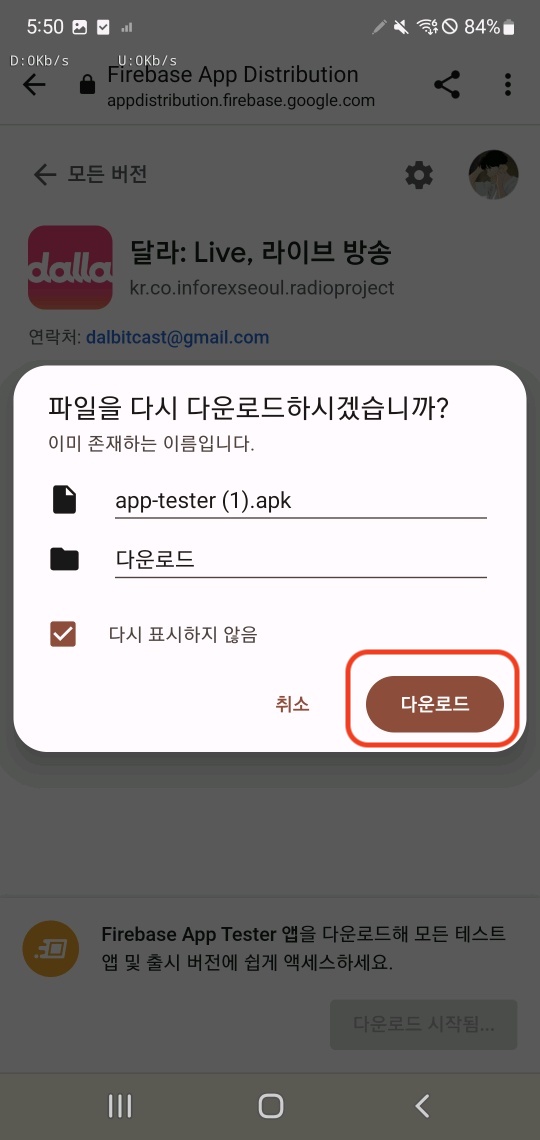 5:50
84%
D:0Kb/s U:0Kb/s
Firebase App Distribution
appdistribution.firebase.google.com
모든 버전
dalla
달라: Live, 라이브 방송
kr.co.inforexseoul.radioproject
연락처: dalbitcast@gmail.com
파일을 다시 다운로드하시겠습니까?
이미 존재하는 이름입니다.
app-tester (1).apk
다운로드
다시 표시하지 않음
취소
다운로드
Firebase App Tester 앱을 다운로드해 모든 테스트
앱 및 출시 버전에 쉽게 액세스하세요.
다운로드 시작됨...